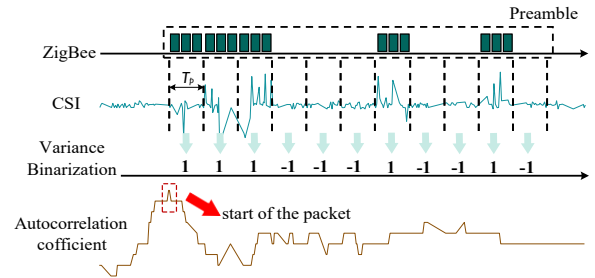 Preamble
ZigBee
Tp
CSI
Variance
Binarization
1 1 1 -1 -1 -1 1 -1 -1 1 -1
start of the packet
Autocorrelation
cofficient